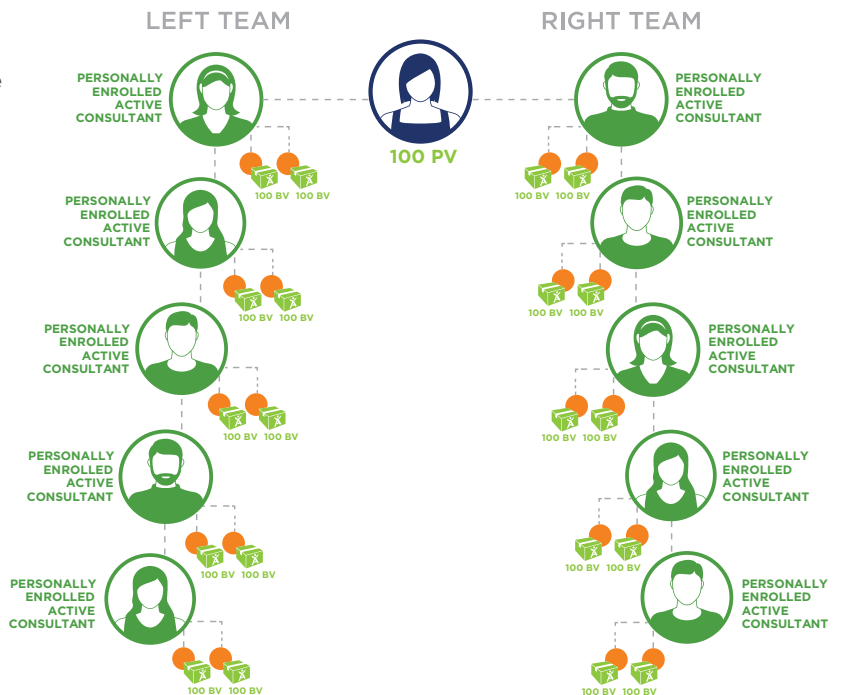 LEFT TEAM
RIGHT TEAM
e
PERSONALLY
ENROLLED
ACTIVE
CONSULTANT
100 PV
PERSONALLY
ENROLLED
ACTIVE
CONSULTANT
100 BV 100 BV
100 BV 100 BV
PERSONALLY
ENROLLED
ACTIVE
CONSULTANT
PERSONALLY
ENROLLED
ACTIVE
CONSULTANT
100 BV 100 BV
100 BV 100 BV
PERSONALLY
ENROLLED
ACTIVE
CONSULTANT
PERSONALLY
ENROLLED
ACTIVE
CONSULTANT
100 BV 100 BV
100 BV 100 BV
PERSONALLY
ENROLLED
ACTIVE
CONSULTANT
PERSONALLY
ENROLLED
ACTIVE
CONSULTANT
100 BV 100 BV
100 BV 100 BV
PERSONALLY
ENROLLED
ACTIVE
CONSULTANT
PERSONALLY
ENROLLED
ACTIVE
CONSULTANT
100 BV 100 BV
100 BV 100 BV